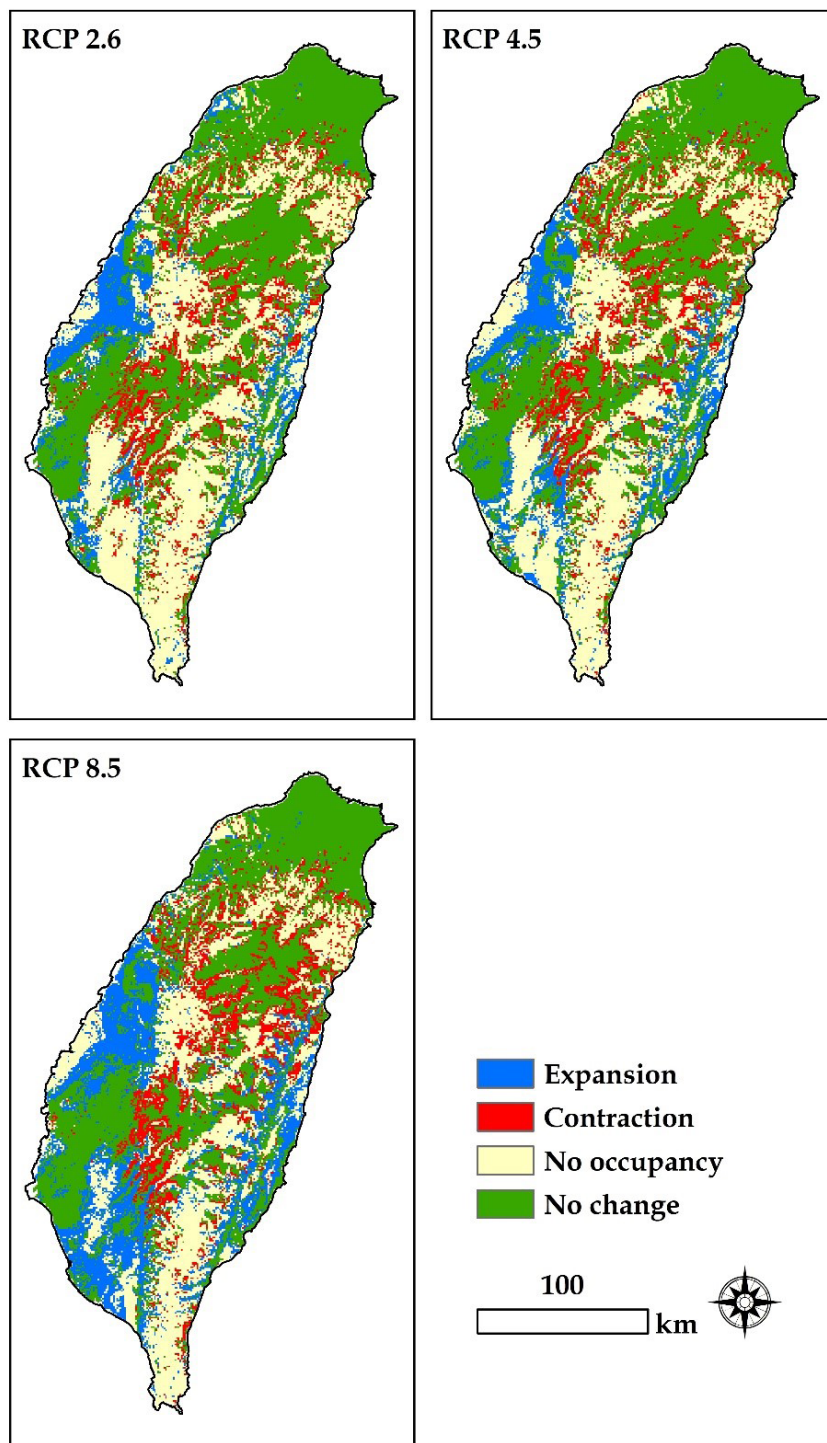 RCP 2.6
RCP 4.5
RCP 8.5
Expansion
Contraction
No occupancy
No change
100
km